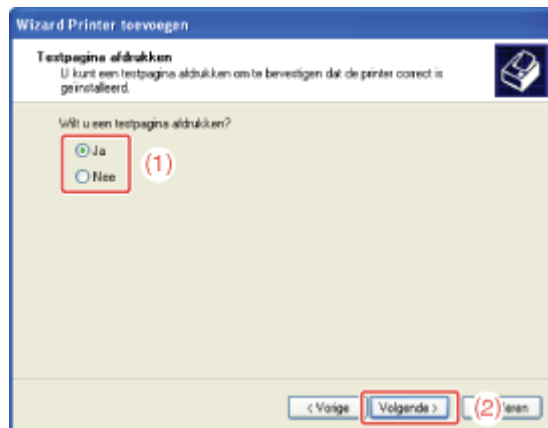 Wizard Printer toevoegen
Testpagina afdrukken
U kunt een testpagina afdrukken om te bevestigen dat de printer correct is
geïnstalleerd.
Wilt u een testpagina afdrukken?
Ja
(1)
Nee
< Vorige Volgende > (2)